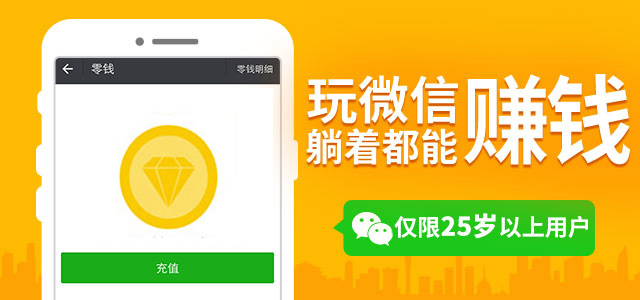 零钱
零钱明细
充值
玩微信
躺着都能
赚钱
仅限25岁以上用户